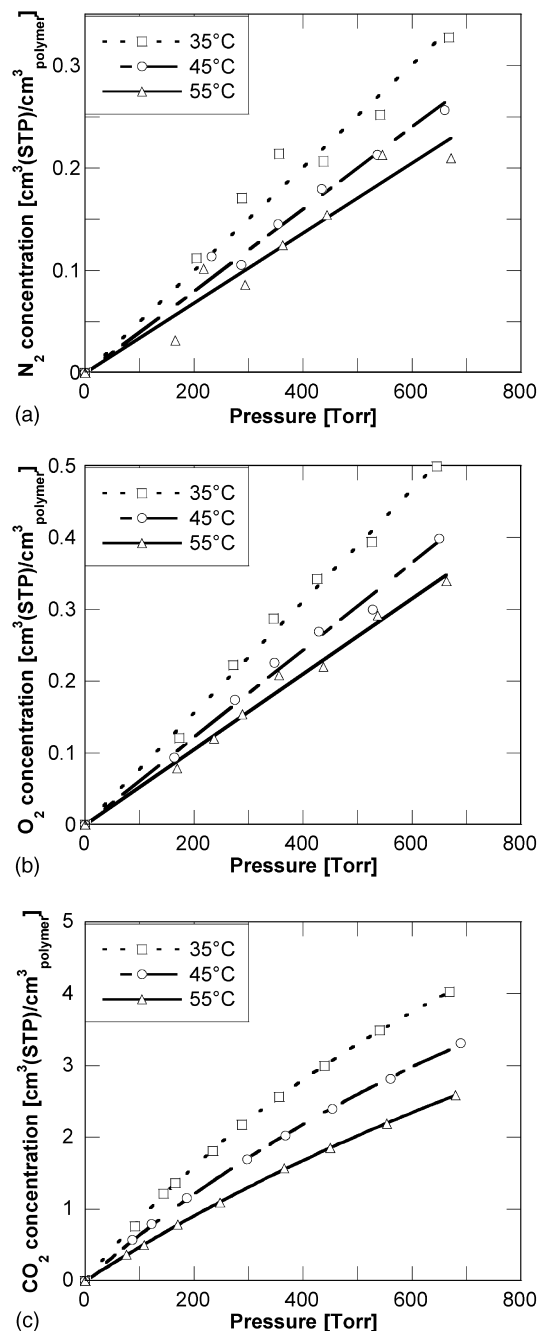 N2 concentration [cm3(STP)/cm3polymer]
35°C
45°C
55°C
0.3
0.2
0.1
0
0 200 400 600 800
Pressure [Torr]
(a)
O2 concentration [cm3(STP)/cm3polymer]
35°C
45°C
55°C
0.5
0.4
0.3
0.2
0.1
0
0 200 400 600 800
Pressure [Torr]
(b)
CO2 concentration [cm3(STP)/cm3polymer]
35°C
45°C
55°C
5
4
3
2
1
0
0 200 400 600 800
Pressure [Torr]
(c)